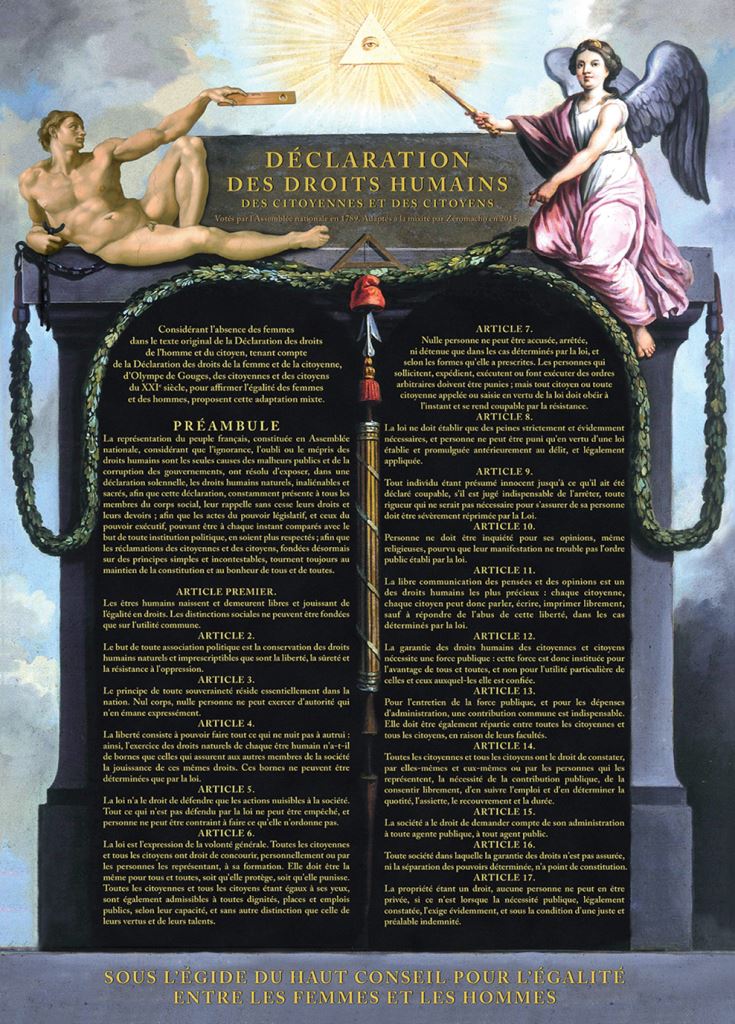 DÉCLARATION
DES DROITS HUMAINS
DES CITOYENNES ET DES CITOYENS
Votés par l'Assemblée nationale en 1789. Adaptés à la mixité par Zeromacho en 2015.
Considérant l'absence des femmes
dans le texte original de la Déclaration des droits
de l'homme et du citoyen, tenant compte
de la Déclaration des droits de la femme et de la citoyenne,
d'Olympe de Gouges, des citoyennes et des citoyens
du XXIe siècle, pour affirmer l'égalité des femmes
et des hommes, proposent cette adaptation mixte.
PRÉAMBULE
La représentation du peuple français, constituée en Assemblée
nationale, considérant que l'ignorance, l'oubli ou le mépris des
droits humains sont les seules causes des malheurs publics et de la
corruption des gouvernements, ont résolu d'exposer, dans une
déclaration solennelle, les droits humains naturels, inaliénables et
sacrés, afin que cette déclaration, constamment présente à tous les
membres du corps social, leur rappelle sans cesse leurs droits et
leurs devoirs ; afin que les actes du pouvoir législatif, et ceux du
pouvoir exécutif, pouvant être à chaque instant comparés avec le
but de toute institution politique, en soient plus respectés ; afin que
les réclamations des citoyennes et des citoyens, fondées désormais
sur des principes simples et incontestables, tournent toujours au
maintien de la constitution et au bonheur de tous et de toutes.
ARTICLE PREMIER.
Les êtres humains naissent et demeurent libres et jouissant de
l'égalité en droits. Les distinctions sociales ne peuvent être fondées
que sur l'utilité commune.
ARTICLE 2.
Le but de toute association politique est la conservation des droits
humains naturels et imprescriptibles que sont la liberté, la sûreté et
la résistance à l'oppression.
ARTICLE 3.
Le principe de toute souveraineté réside essentiellement dans la
nation. Nul corps, nulle personne ne peut exercer d'autorité qui
n'en émane expressément.
ARTICLE 4.
La liberté consiste à pouvoir faire tout ce qui ne nuit pas à autrui :
ainsi, l'exercice des droits naturels de chaque être humain n'a-t-il
de bornes que celles qui assurent aux autres membres de la société
la jouissance de ces mêmes droits. Ces bornes ne peuvent être
déterminées que par la loi.
ARTICLE 5.
La loi n'a le droit de défendre que les actions nuisibles à la société.
Tout ce qui n'est pas défendu par la loi ne peut être empêché, et
personne ne peut être contraint à faire ce qu'elle n'ordonne pas.
ARTICLE 6.
La loi est l'expression de la volonté générale. Toutes les citoyennes
et tous les citoyens ont droit de concourir, personnellement ou par
les personnes les représentant, à sa formation. Elle doit être la
même pour tous et toutes, soit qu'elle protège, soit qu'elle punisse.
Toutes les citoyennes et tous les citoyens étant égaux à ses yeux,
sont également admissibles à toutes dignités, places et emplois
publics, selon leur capacité, et sans autre distinction que celle de
leurs vertus et de leurs talents.
ARTICLE 7.
Nulle personne ne peut être accusée, arrêtée,
ni détenue que dans les cas déterminés par la loi, et
selon les formes qu'elle a prescrites. Les personnes qui
sollicitent, expédient, exécutent ou font exécuter des ordres
arbitraires doivent être punies ; mais tout citoyen ou toute
citoyenne appelée ou saisie en vertu de la loi doit obéir à
l'instant et se rend coupable par la résistance.
ARTICLE 8.
La loi ne doit établir que des peines strictement et évidemment
nécessaires, et personne ne peut être puni qu'en vertu d'une loi
établie et promulguée antérieurement au délit, et légalement
appliquée.
ARTICLE 9.
Tout individu étant présumé innocent jusqu'à ce qu'il ait été
déclaré coupable, s'il est jugé indispensable de l'arrêter, toute
rigueur qui ne serait pas nécessaire pour s'assurer de sa personne
doit être sévèrement réprimée par la Loi.
ARTICLE 10.
Personne ne doit être inquiété pour ses opinions, même
religieuses, pourvu que leur manifestation ne trouble pas l'ordre
public établi par la loi.
ARTICLE 11.
La libre communication des pensées et des opinions est un
des droits humains les plus précieux : chaque citoyenne,
chaque citoyen peut donc parler, écrire, imprimer librement,
sauf à répondre de l'abus de cette liberté, dans les cas
déterminés par la loi.
ARTICLE 12.
La garantie des droits humains des citoyennes et citoyens
nécessite une force publique : cette force est donc instituée pour
l'avantage de tous et toutes, et non pour l'utilité particulière de
celles et ceux auxquel-les elle est confiée.
ARTICLE 13.
Pour l'entretien de la force publique, et pour les dépenses
d'administration, une contribution commune est indispensable.
Elle doit être également répartie entre toutes les citoyennes et
tous les citoyens, en raison de leurs facultés.
ARTICLE 14.
Toutes les citoyennes et tous les citoyens ont le droit de constater,
par elles-mêmes et eux-mêmes ou par les personnes qui les
représentent, la nécessité de la contribution publique, de la
consentir librement, d'en suivre l'emploi et d'en déterminer la
quotité, l'assiette, le recouvrement et la durée.
ARTICLE 15.
La société a le droit de demander compte de son administration
à toute agente publique, à tout agent public.
ARTICLE 16.
Toute société dans laquelle la garantie des droits n'est pas assurée,
ni la séparation des pouvoirs déterminée, n'a point de constitution.
ARTICLE 17.
La propriété étant un droit, aucune personne ne peut en être
privée, si ce n'est lorsque la nécessité publique, légalement
constatée, l'exige évidemment, et sous la condition d'une juste et
préalable indemnité.
SOUS L'ÉGIDE DU HAUT CONSEIL POUR L'ÉGALITÉ
ENTRE LES FEMMES ET LES HOMMES